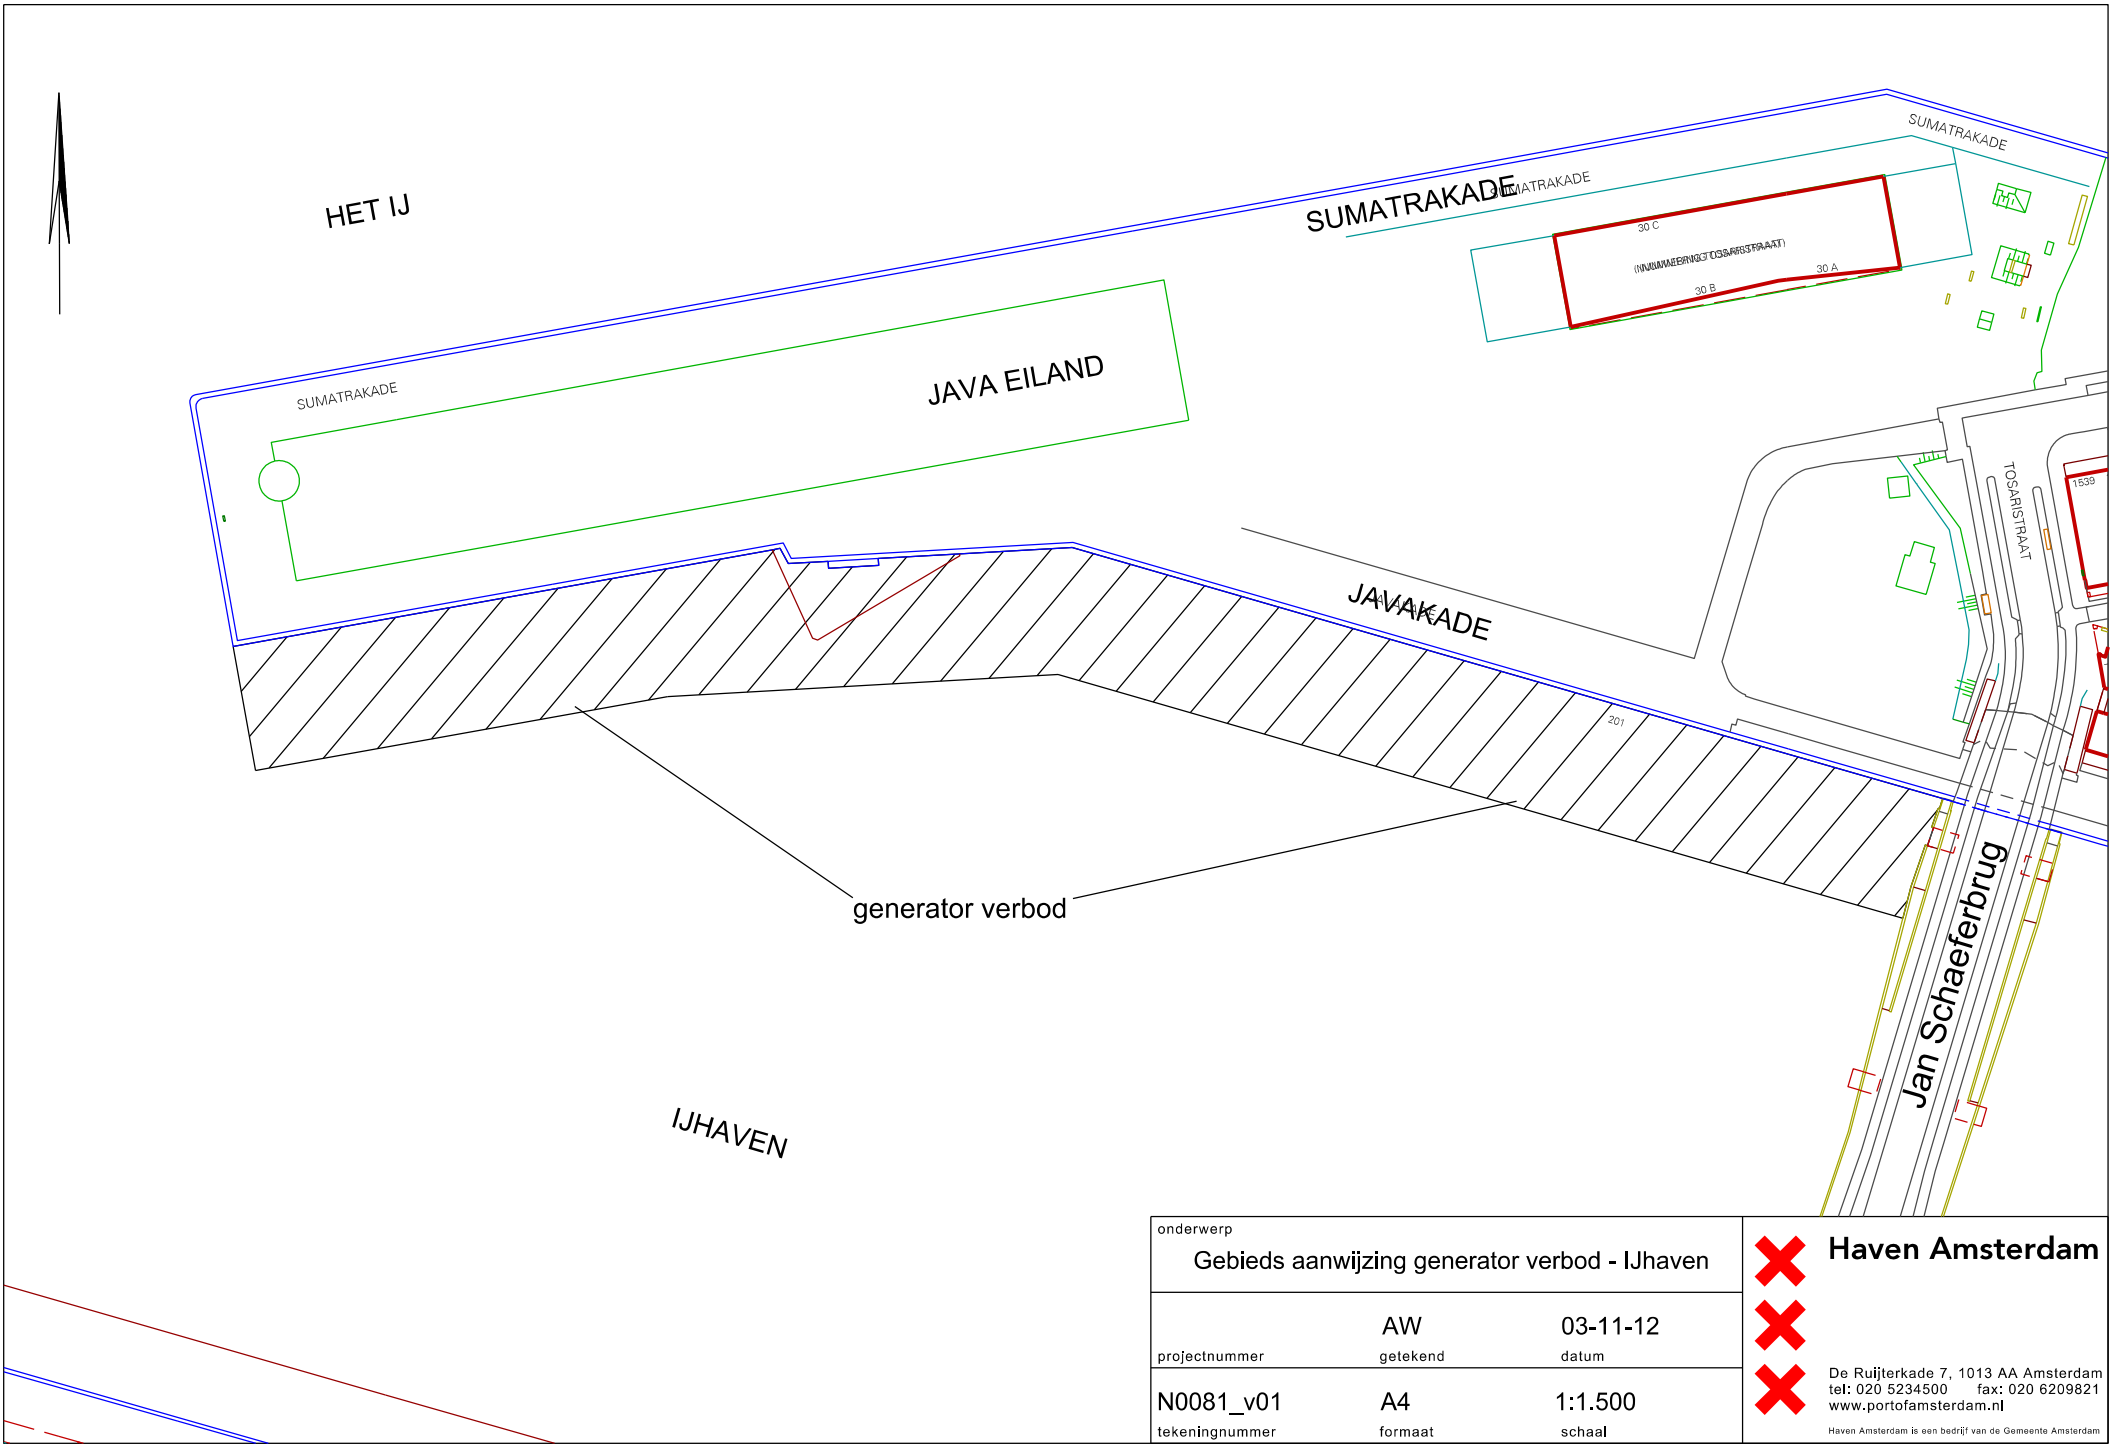 HET IJ
SUMATRAKADE
SUMATRAKADE
SUMATRAKADE
30 C
30 A
30 B
SUMATRAKADE
JAVA EILAND
TOSARISTRAAT
1539
JAVAKADE
201
generator verbod
Jan Schaeferbrug
IJHAVEN
onderwerp
Gebieds aanwijzing generator verbod - IJhaven
AW 03-11-12
projectnummer getekend datum
N0081_v01 A4 1:1.500
tekeningnummer formaat schaal
Haven Amsterdam
De Ruijterkade 7, 1013 AA Amsterdam
tel: 020 5234500 fax: 020 6209821
www.portofamsterdam.nl
Haven Amsterdam is een bedrijf van de Gemeente Amsterdam